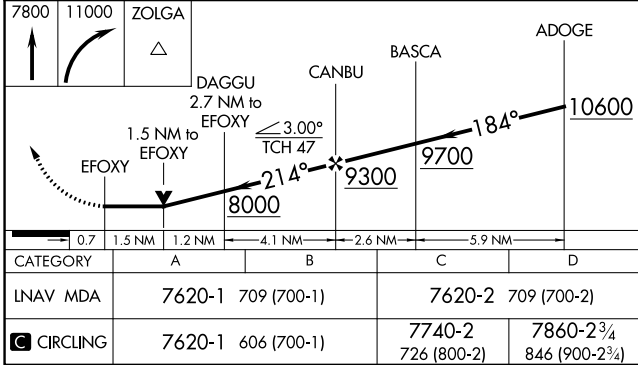 7800 11000 ZOLGA
ADOGE
BASCA
CANBU
DAGGU
2.7 NM to
EFOXY
1.5 NM to
EFOXY
EFOXY
3.00°
TCH 47
214°
184°
10600
9700
9300
8000
0.7 1.5 NM 1.2 NM 4.1 NM 2.6 NM 5.9 NM
CATEGORY A B C D
LNAV MDA 7620-1 709 (700-1) 7620-2 709 (700-2)
C CIRCLING 7620-1 606 (700-1) 7740-2 7860-2¾
726 (800-2) 846 (900-2¾)